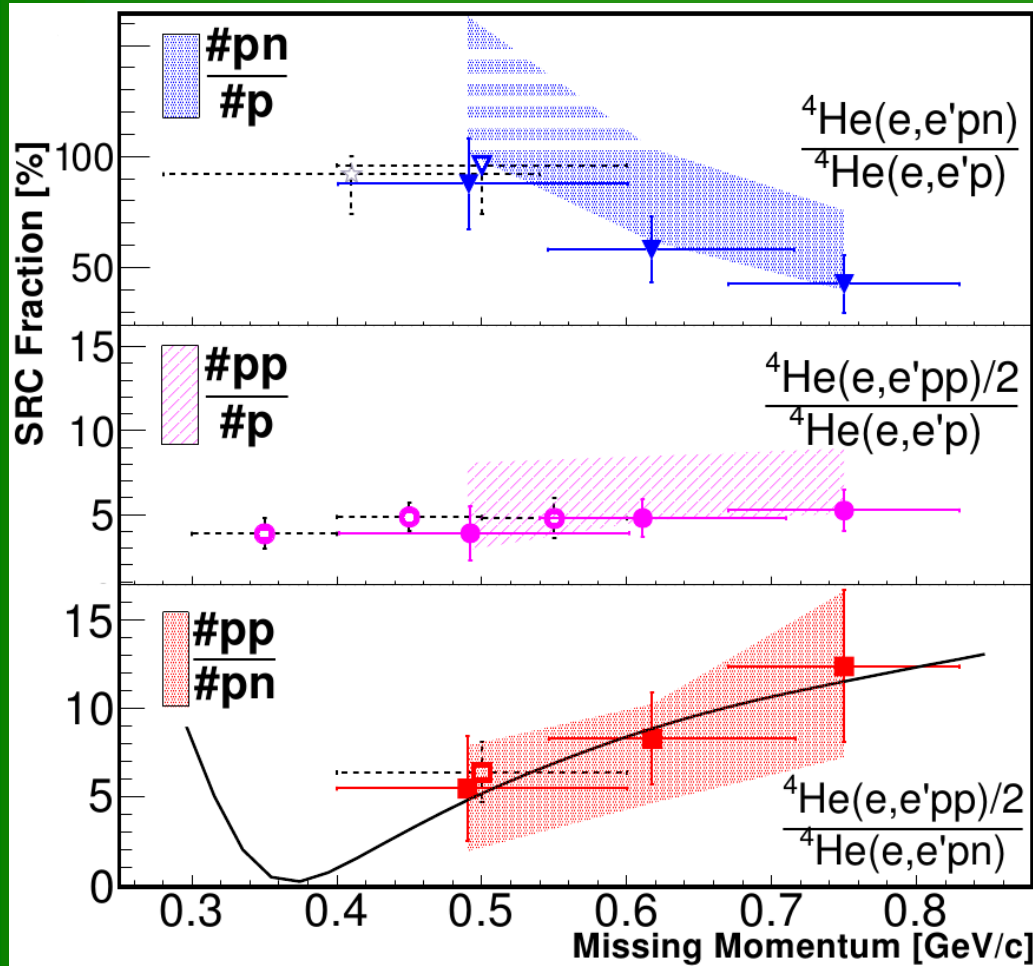 SRC Fraction [%]
#pn
#p
⁴He(e,e'pn)
⁴He(e,e'p)
100
50
#pp
#p
⁴He(e,e'pp)/2
⁴He(e,e'p)
15
10
5
#pp
#pn
⁴He(e,e'pp)/2
⁴He(e,e'pn)
15
10
5
0
0.3 0.4 0.5 0.6 0.7 0.8
Missing Momentum [GeV/c]